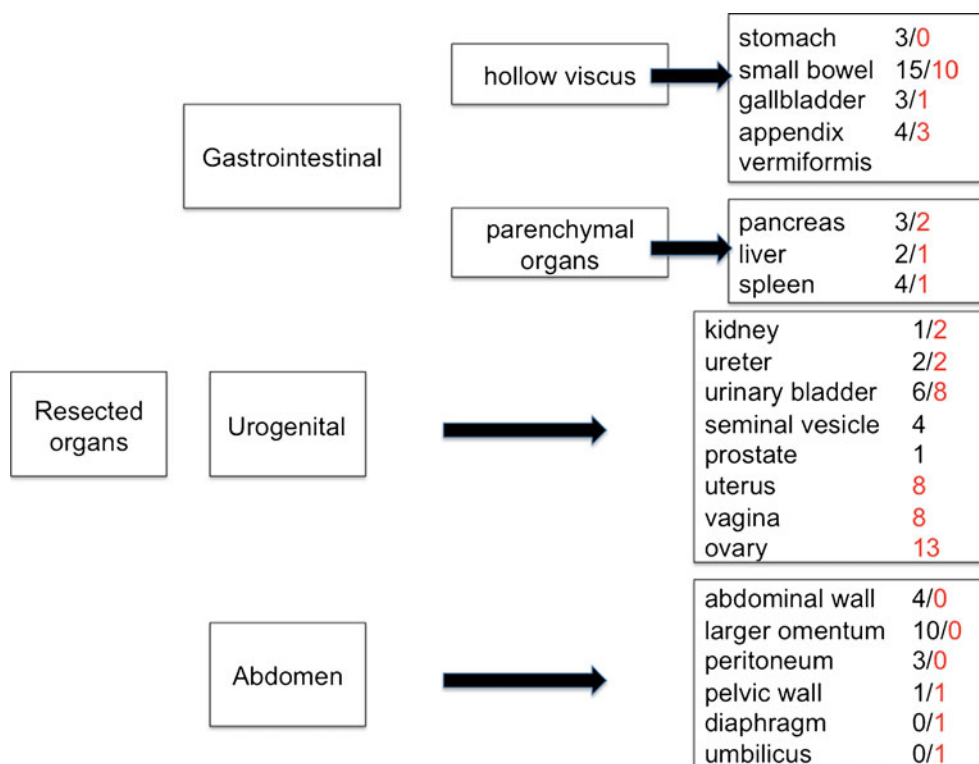 hollow viscus
stomach 3/0
small bowel 15/10
gallbladder 3/1
appendix 4/3
vermiformis
Gastrointestinal
parenchymal
organs
pancreas 3/2
liver 2/1
spleen 4/1
Resected
organs
Urogenital
kidney 1/2
ureter 2/2
urinary bladder 6/8
seminal vesicle 4
prostate 1
uterus 8
vagina 8
ovary 13
Abdomen
abdominal wall 4/0
larger omentum 10/0
peritoneum 3/0
pelvic wall 1/1
diaphragm 0/1
umbilicus 0/1